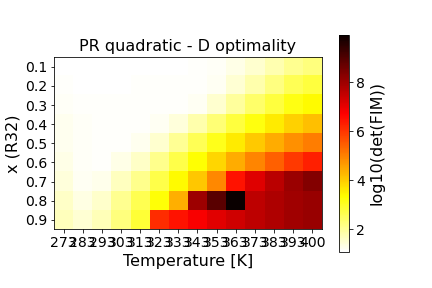 PR quadratic - D optimality
0.1
0.2
0.3
0.4
0.5
0.6
0.7
0.8
0.9
x (R32)
273 283 293 303 313 323 333 343 353 363 373 383 393 400
Temperature [K]
8
6
4
2
log10(det(FIM))